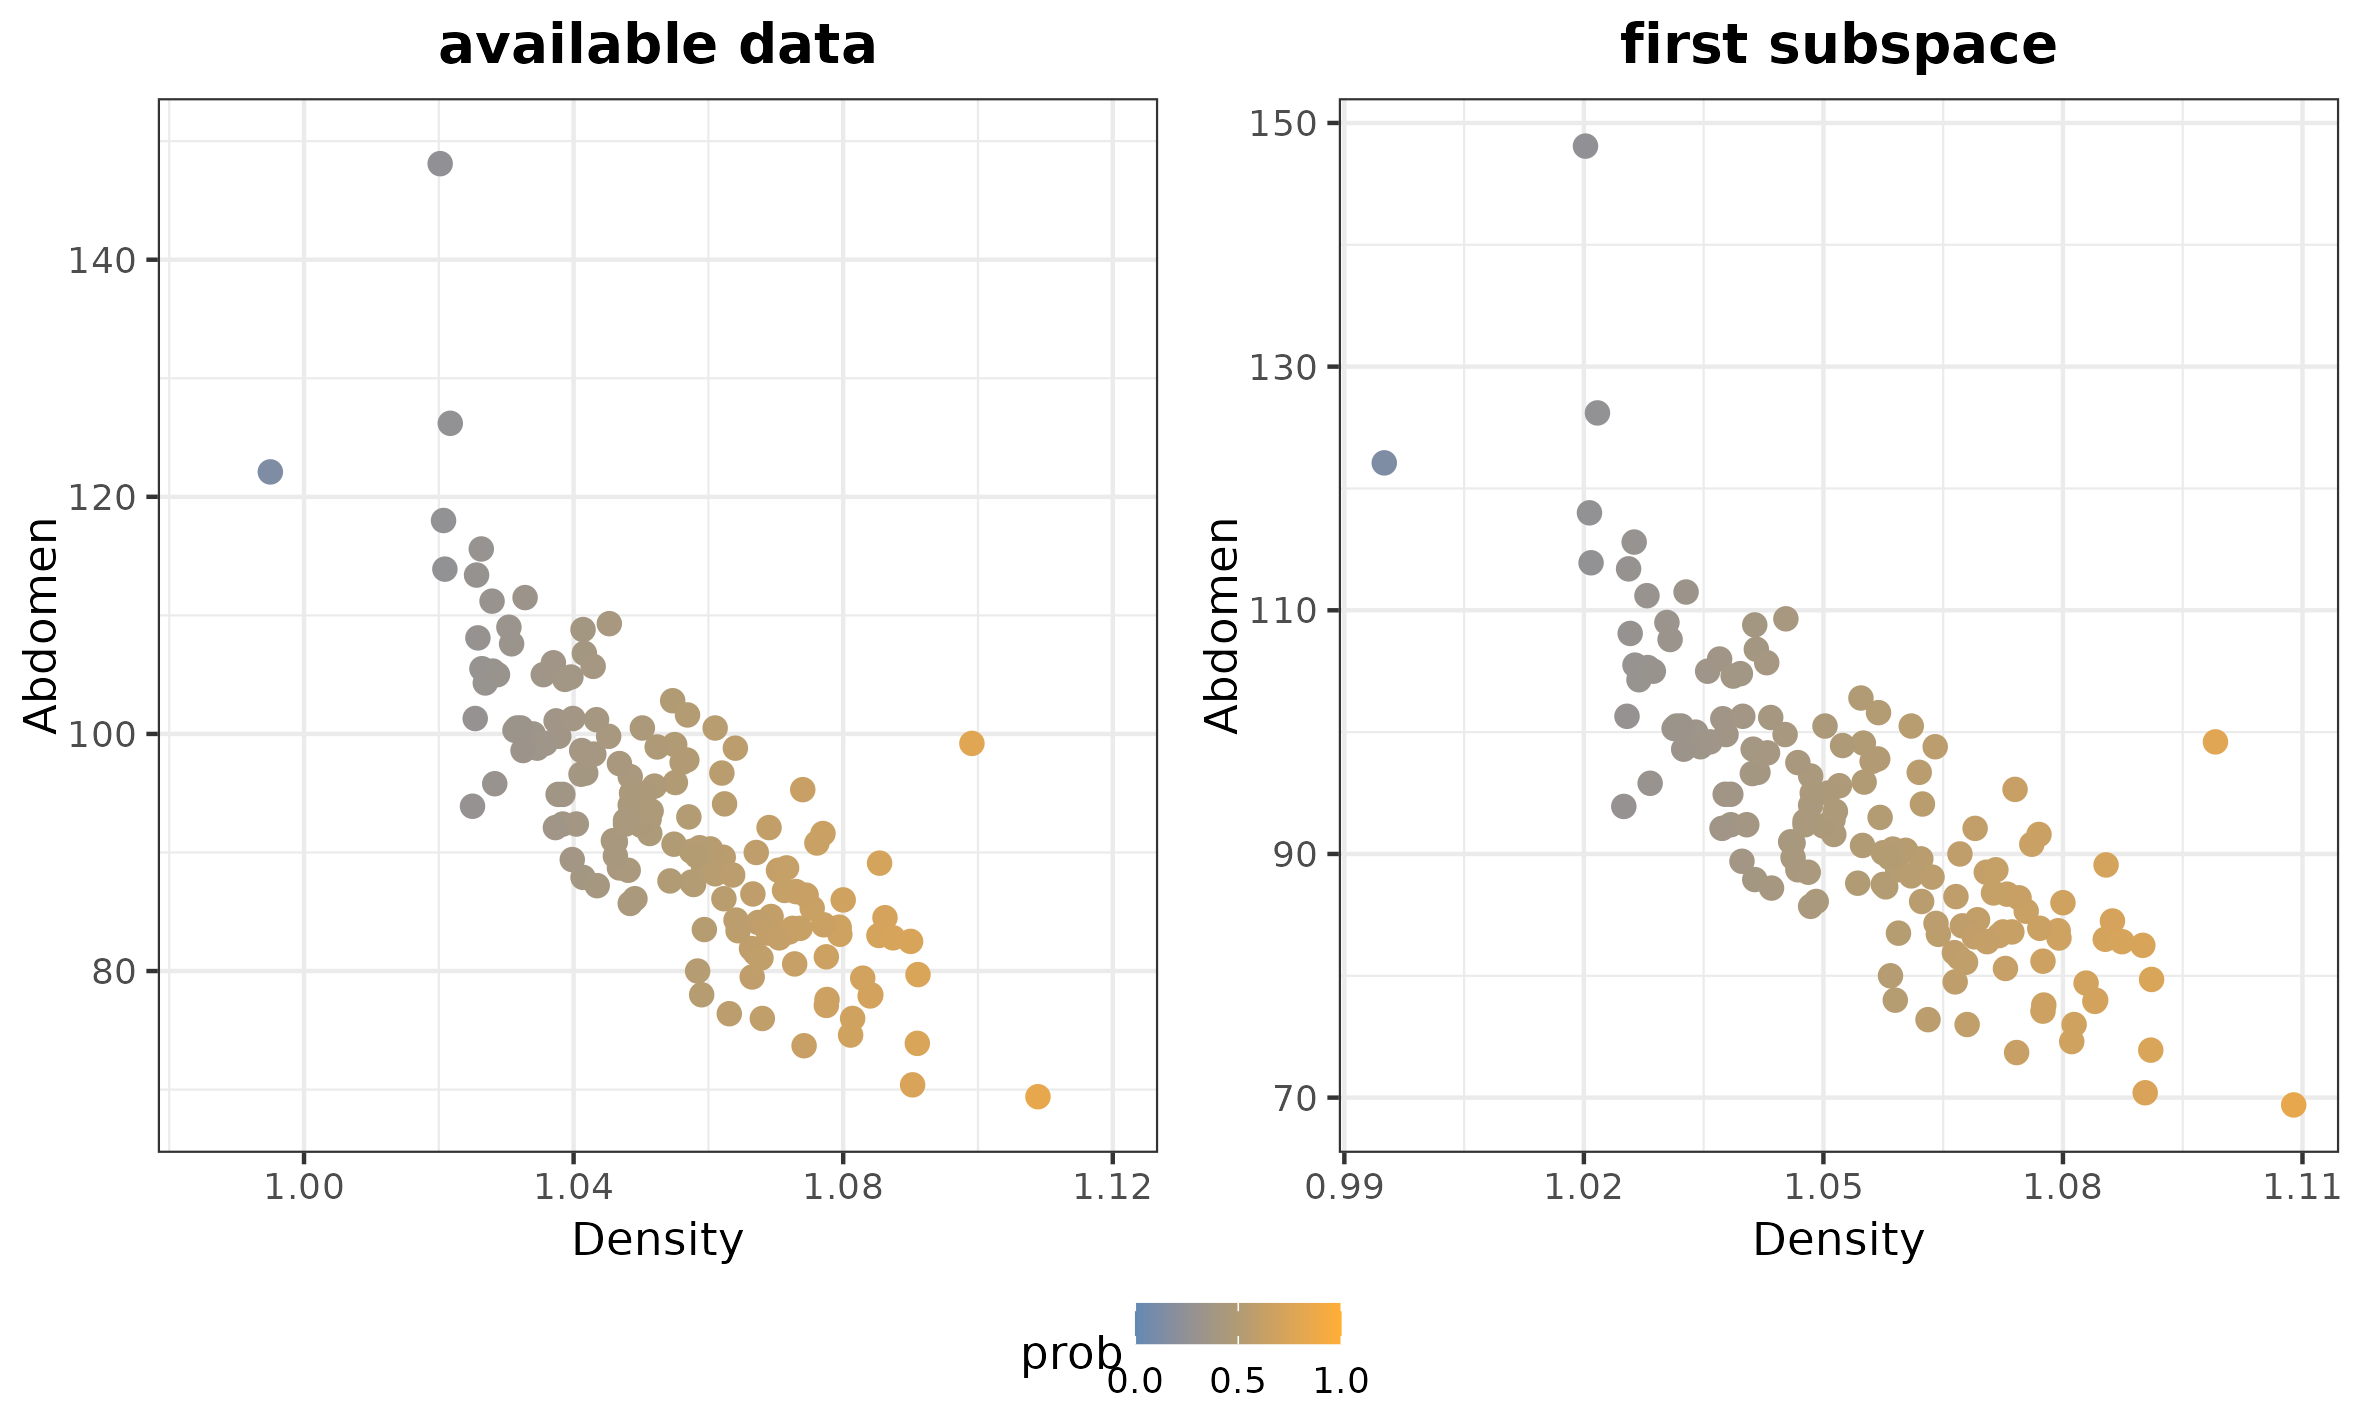 available data
140
120
100
80
Abdomen
1.00 1.04 1.08 1.12
Density
first subspace
150
130
110
90
70
Abdomen
0.99 1.02 1.05 1.08 1.11
Density
prob
0.0 0.5 1.0